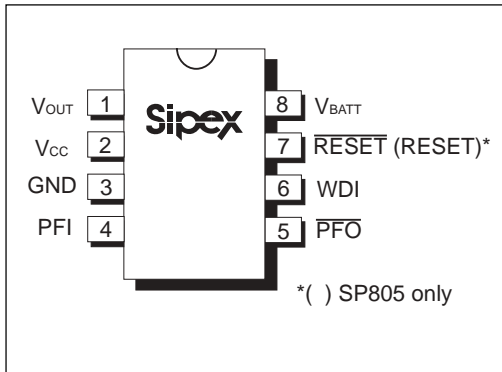 VOUT 1
VCC 2
GND 3
PFI 4
Sipex
8 VBATT
7 RESET (RESET)*
6 WDI
5 PFO
*( ) SP805 only